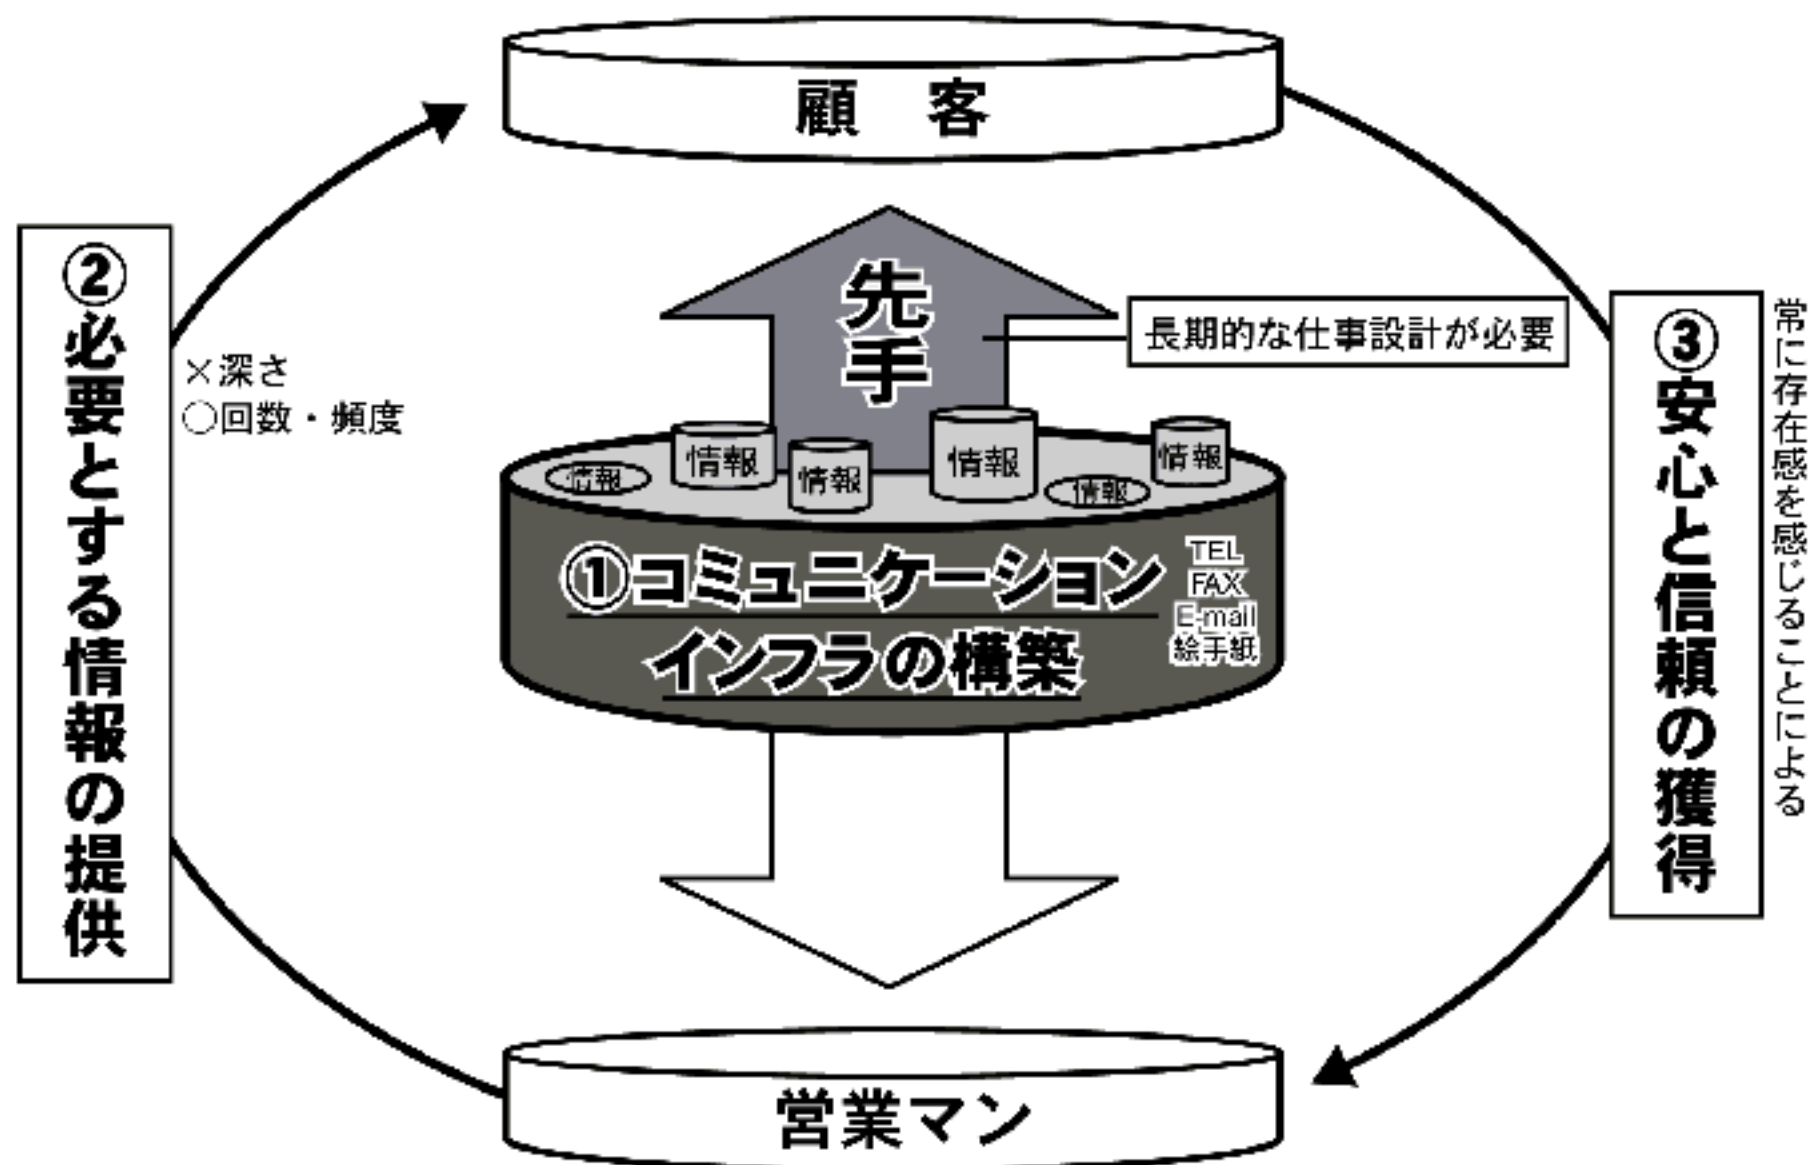 顧 客
②必要とする情報の提供
×深さ
○回数・頻度
先手
長期的な仕事設計が必要
③安心と信頼の獲得
常に存在感を感じることによる
情報
情報
情報
情報
情報
情報
①コミュニケーション
インフラの構築
TEL
FAX
E-mail
絵手紙
営業マン